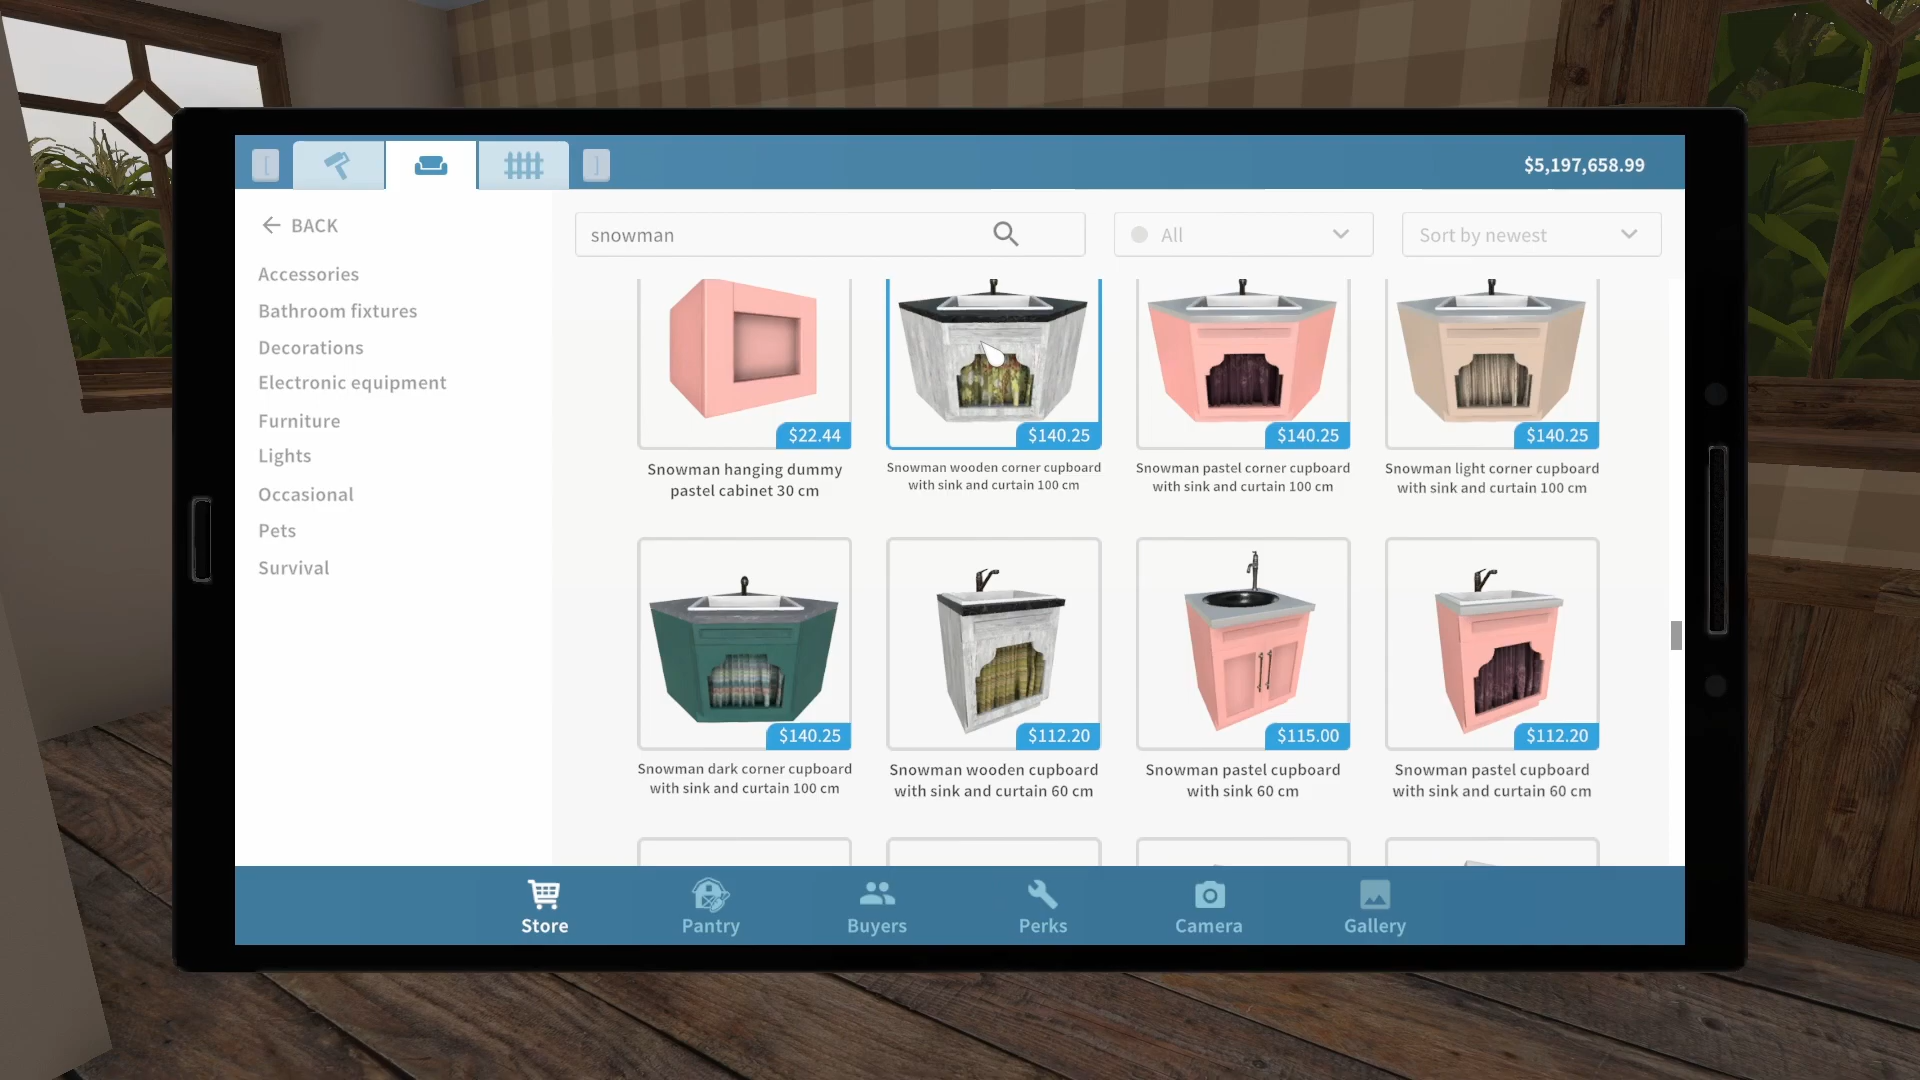 [
]
$5,197,658.99
BACK
snowman
All
Sort by newest
Accessories
Bathroom fixtures
Decorations
Electronic equipment
Furniture
Lights
Occasional
Pets
Survival
$22.44
$140.25
$140.25
$140.25
Snowman hanging dummy
pastel cabinet 30 cm
Snowman wooden corner cupboard
with sink and curtain 100 cm
Snowman pastel corner cupboard
with sink and curtain 100 cm
Snowman light corner cupboard
with sink and curtain 100 cm
$140.25
$112.20
$115.00
$112.20
Snowman dark corner cupboard
with sink and curtain 100 cm
Snowman wooden cupboard
with sink and curtain 60 cm
Snowman pastel cupboard
with sink 60 cm
Snowman pastel cupboard
with sink and curtain 60 cm
Store
Pantry
Buyers
Perks
Camera
Gallery